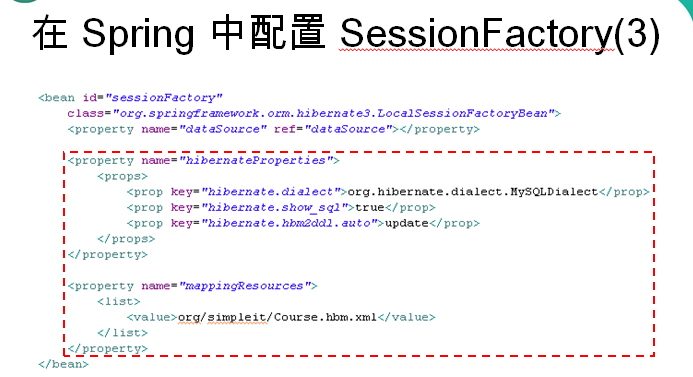 在 Spring 中配置 SessionFactory(3)
<bean id="sessionFactory"
class="org.springframework.orm.hibernate3.LocalSessionFactoryBean">
<property name="dataSource" ref="dataSource"></property>
<property name="hibernateProperties">
<props>
<prop key="hibernate.dialect">org.hibernate.dialect.MySQLDialect</prop>
<prop key="hibernate.show_sql">true</prop>
<prop key="hibernate.hbm2ddl.auto">update</prop>
</props>
</property>
<property name="mappingResources">
<list>
<value>org/simpleit/Course.hbm.xml</value>
</list>
</property>
</bean>